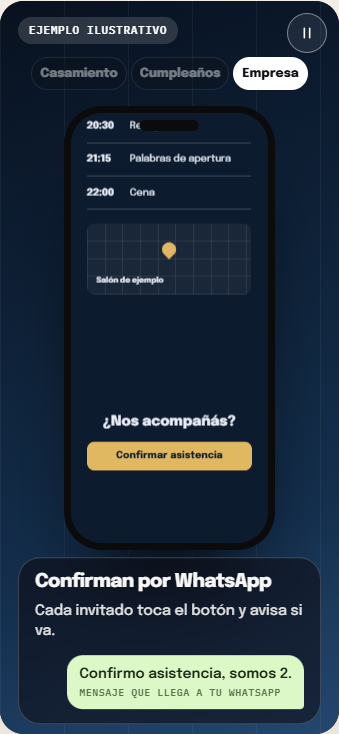 EJEMPLO ILUSTRATIVO
Casamiento
Cumpleaños
Empresa
20:30
21:15 Palabras de apertura
22:00 Cena
Salón de ejemplo
¿Nos acompañás?
Confirmar asistencia
Confirman por WhatsApp
Cada invitado toca el botón y avisa si
va.
Confirmo asistencia, somos 2.
MENSAJE QUE LLEGA A TU WHATSAPP